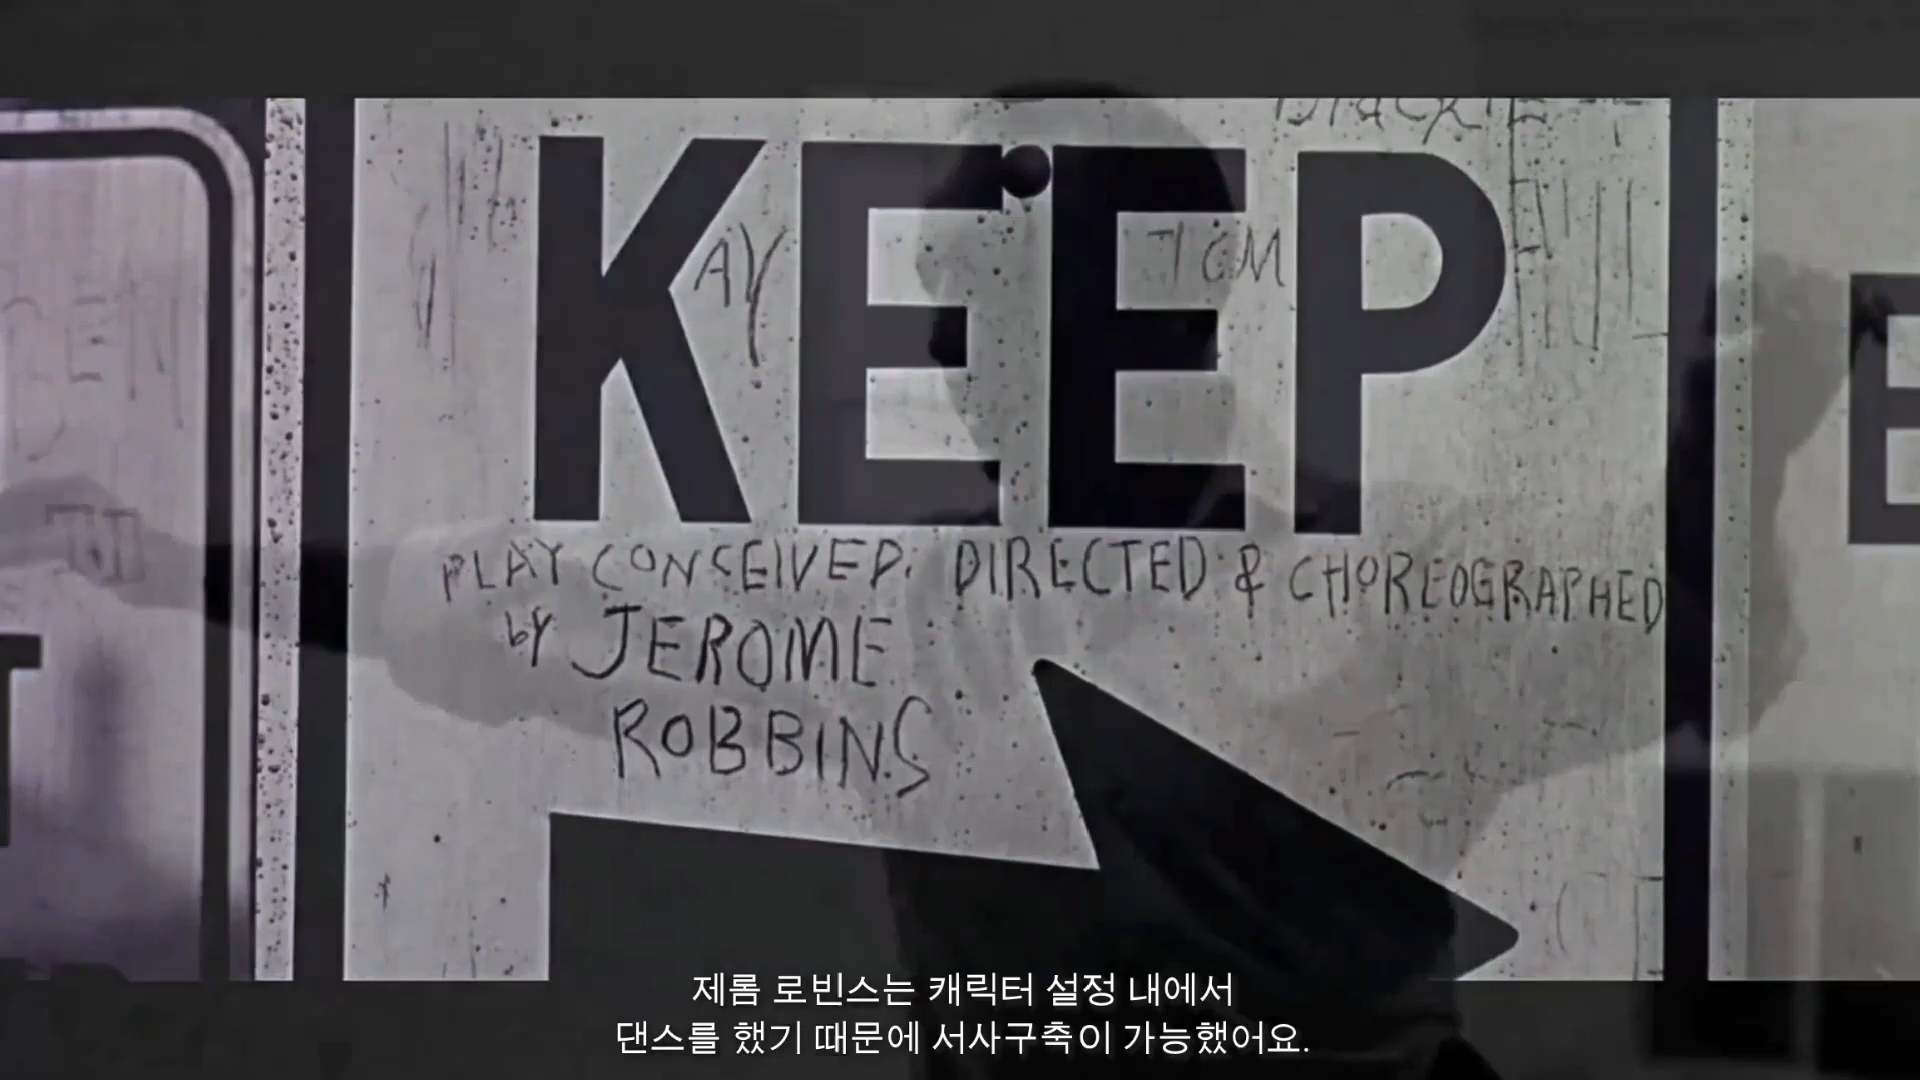 KEEP
AY
TOM
PLAY CONCEIVED, DIRECTED & CHOREOGRAPHED
by JEROME
ROBBINS
제롬 로빈스는 캐릭터 설정 내에서
댄스를 했기 때문에 서사구축이 가능했어요.